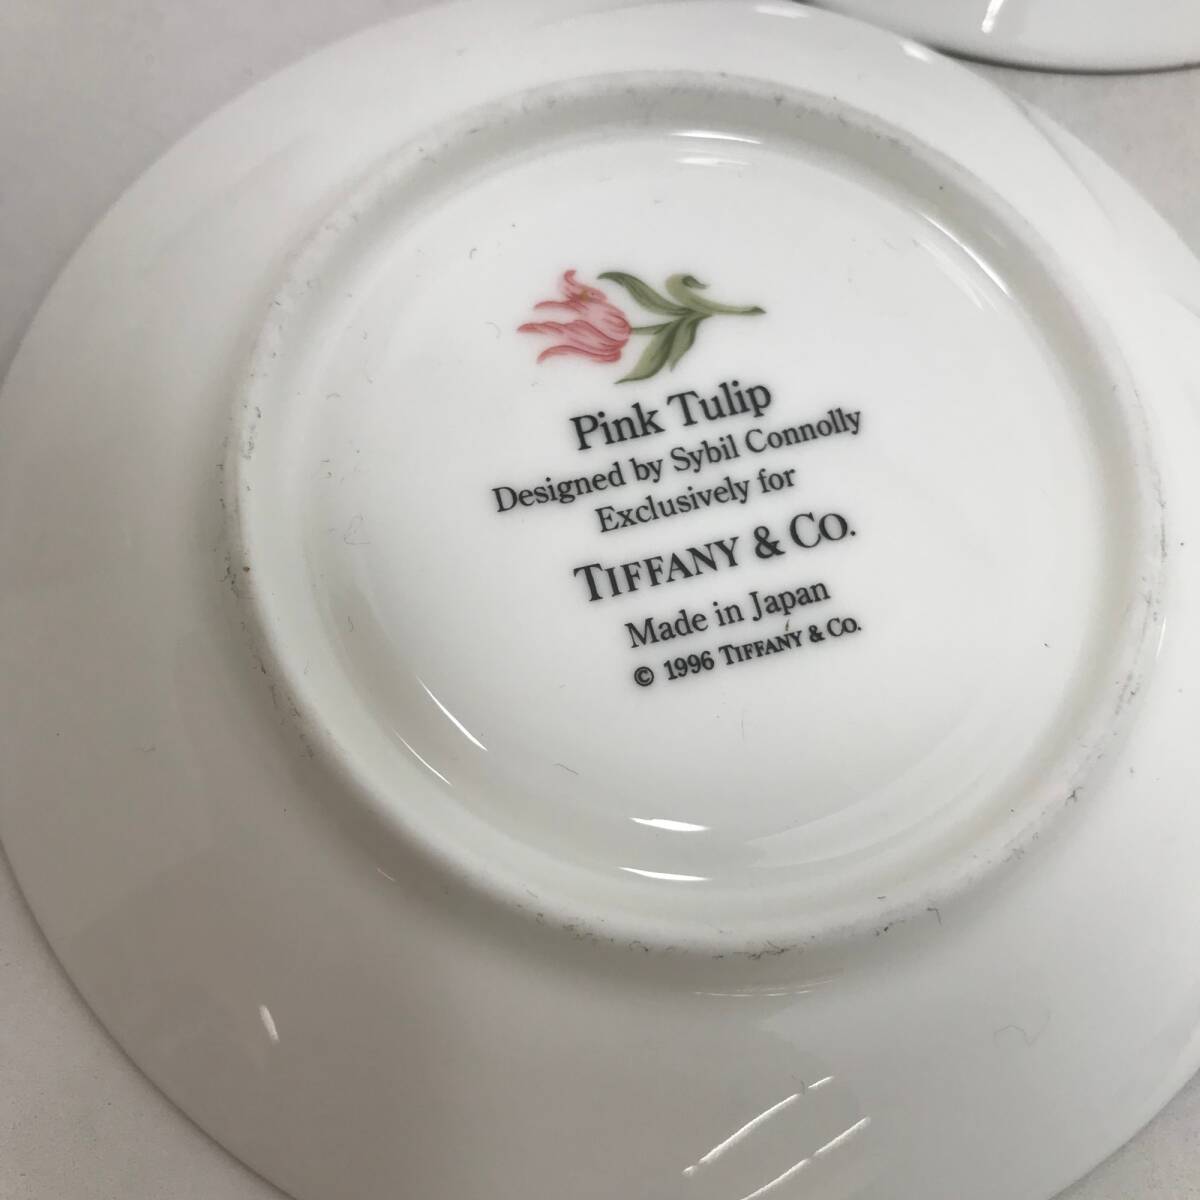 Pink Tulip
Designed by Sybil Connolly
Exclusively for
TIFFANY & CO.
Made in Japan
© 1996 TIFFANY & CO.